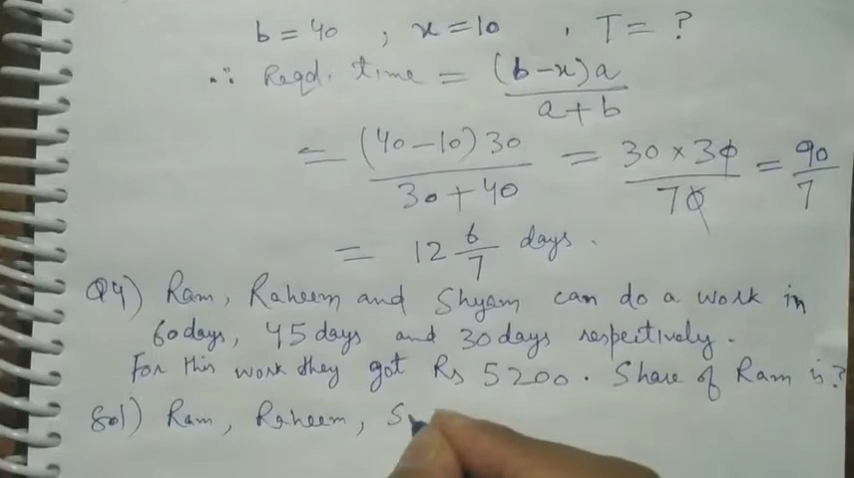 b = 40 ; x = 10 , T = ?
∴ Reqd. time = (b-x)a / a+b
= (40-10)30 / 30+40 = 30 x 30 / 70 = 90 / 7
= 12 6/7 days.
Q4) Ram, Raheem and Shyam can do a work in
60 days, 45 days and 30 days respectively.
For this work they got Rs 5200. Share of Ram is?
Sol) Ram, Raheem, S